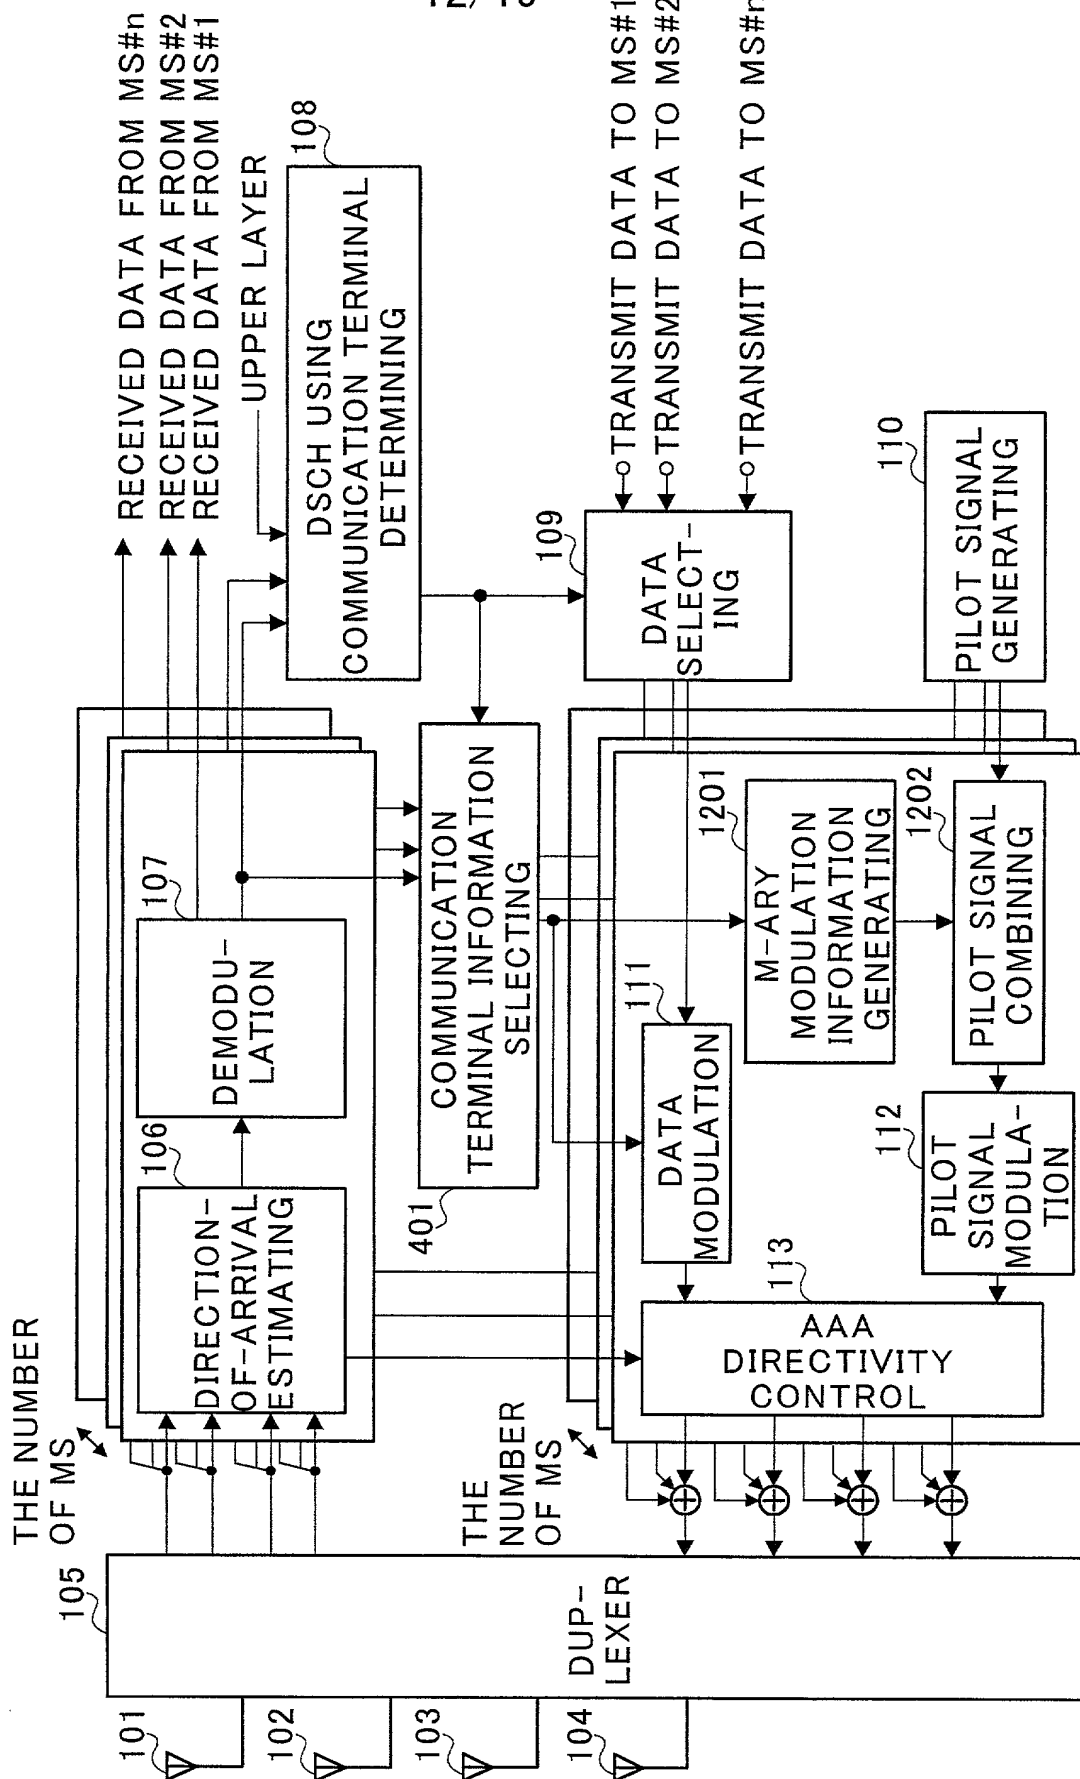 RECEIVED DATA FROM MS#n
RECEIVED DATA FROM MS#2
RECEIVED DATA FROM MS#1
UPPER LAYER
108
DSCH USING
COMMUNICATION TERMINAL
DETERMINING
TRANSMIT DATA TO MS#1
TRANSMIT DATA TO MS#2
TRANSMIT DATA TO MS#n
109
DATA
SELECT-
ING
110
PILOT SIGNAL
GENERATING
107
DEMODU-
LATION
COMMUNICATION
TERMINAL INFORMATION
SELECTING
401
1201
M-ARY
MODULATION
INFORMATION
GENERATING
1202
PILOT SIGNAL
COMBINING
106
DIRECTION-
OF-ARRIVAL
ESTIMATING
111
DATA
MODULATION
112
PILOT
SIGNAL
MODULA-
TION
113
AAA
DIRECTIVITY
CONTROL
THE NUMBER
OF MS
THE
NUMBER
OF MS
105
DUP-
LEXER
101
102
103
104